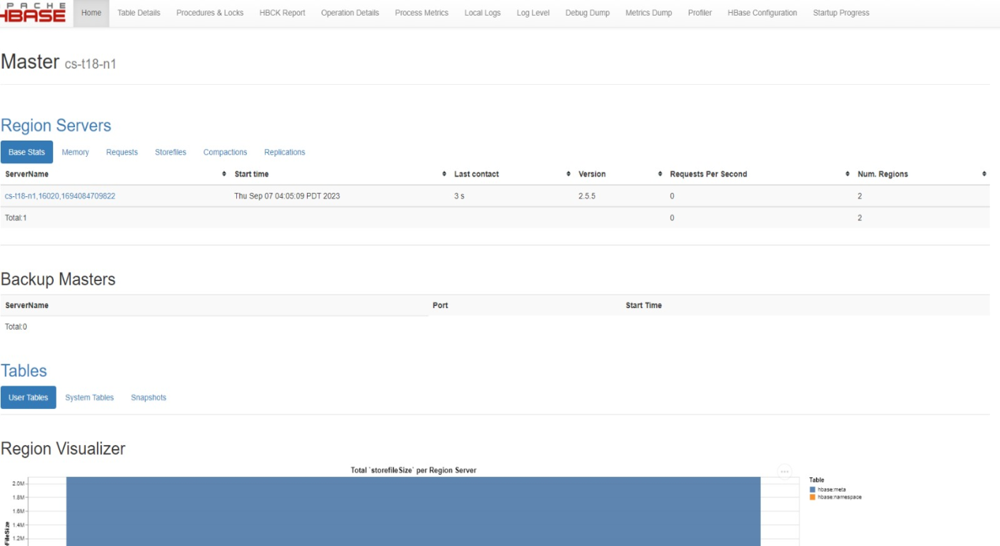 APACHE
HBASE Home Table Details Procedures & Locks HBCK Report Operation Details Process Metrics Local Logs Log Level Debug Dump Metrics Dump Profiler HBase Configuration Startup Progress
Master cs-t18-n1
Region Servers
Base Stats Memory Requests Storefiles Compactions Replications
ServerName Start time Last contact Version Requests Per Second Num. Regions
cs-t18-n1,16020,1694084709822 Thu Sep 07 04:05:09 PDT 2023 3 s 2.5.5 0 2
Total:1 0 2
Backup Masters
ServerName Port Start Time
Total:0
Tables
User Tables System Tables Snapshots
Region Visualizer
Total `storefileSize` per Region Server
Table
2.0M hbase:meta
1.8M hbase:namespace
1.6M
1.4M
1.2M